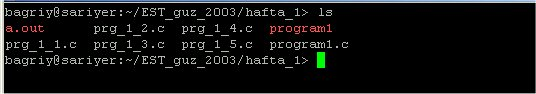 bagriy@sariyer:~/EST_guz_2003/hafta_1> ls
a.out prg_1_2.c prg_1_4.c program1
prg_1_1.c prg_1_3.c prg_1_5.c program1.c
bagriy@sariyer:~/EST_guz_2003/hafta_1>